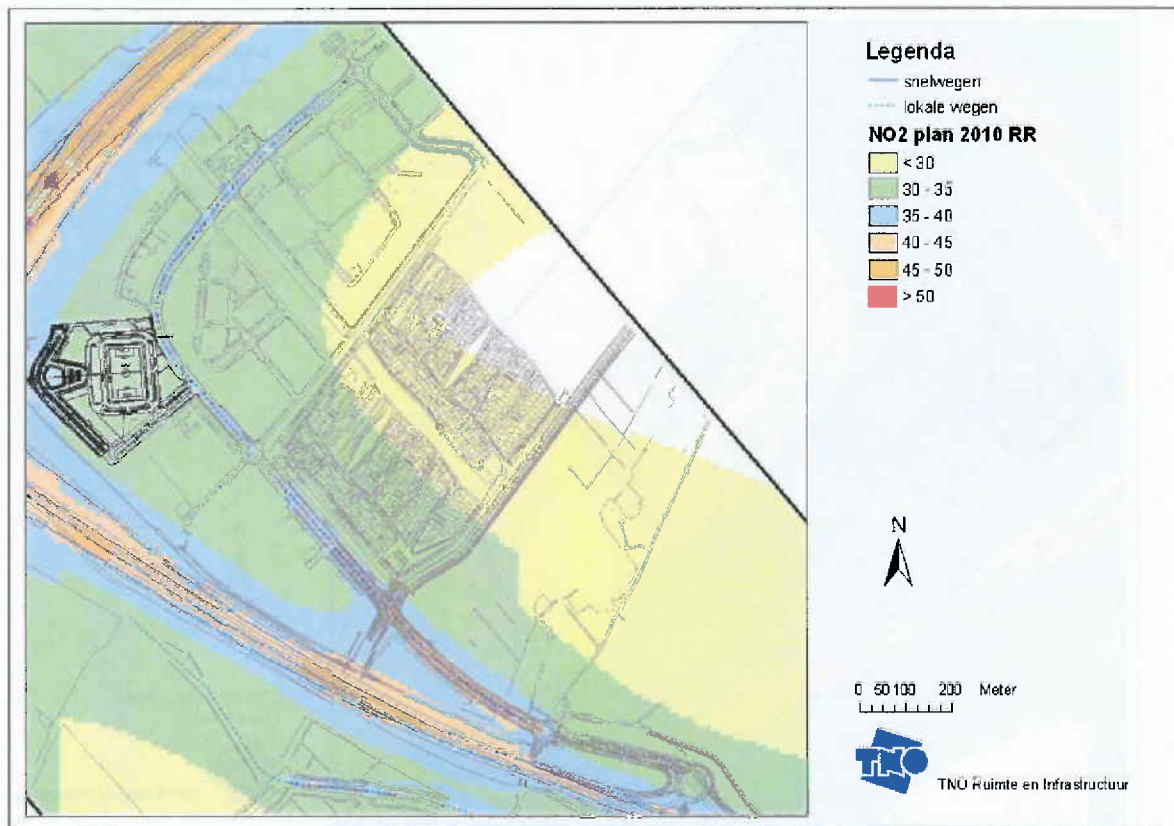 Legenda
snelwegen
lokale wegen
NO2 plan 2010 RR
< 30
30 - 35
35 - 40
40 - 45
45 - 50
> 50
N
0 50 100 200 Meter
TNO
TNO Ruimte en Infrastructuur